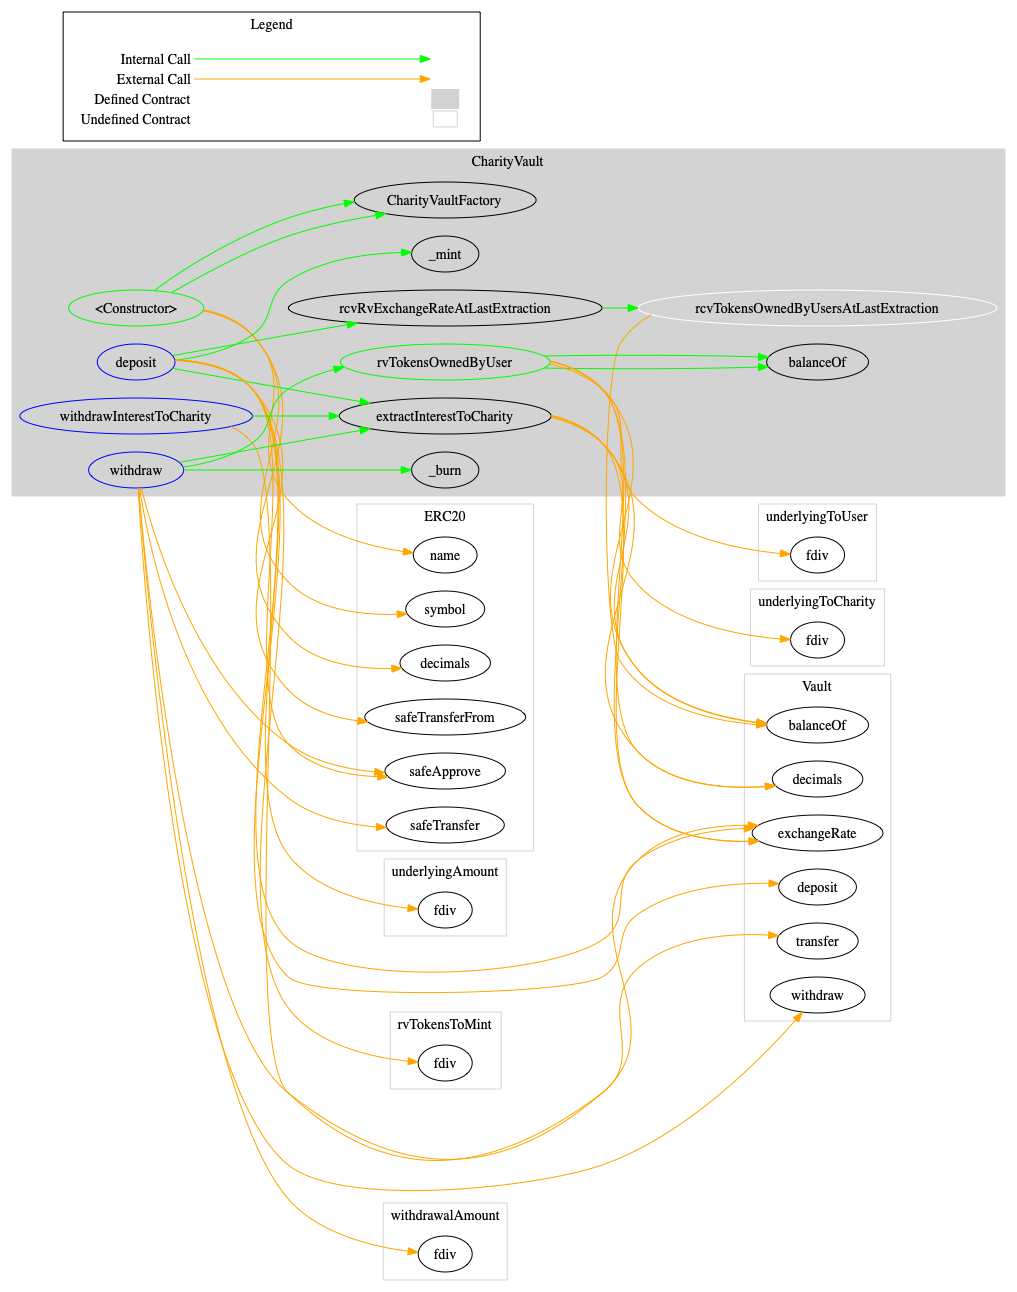 Legend
Internal Call
External Call
Defined Contract
Undefined Contract
CharityVault
CharityVaultFactory
_mint
<Constructor>
rcvRvExchangeRateAtLastExtraction
rcvTokensOwnedByUsersAtLastExtraction
deposit
rvTokensOwnedByUser
balanceOf
withdrawInterestToCharity
extractInterestToCharity
withdraw
_burn
ERC20
name
symbol
decimals
safeTransferFrom
safeApprove
safeTransfer
underlyingToUser
fdiv
underlyingToCharity
fdiv
Vault
balanceOf
decimals
exchangeRate
deposit
transfer
withdraw
underlyingAmount
fdiv
rvTokensToMint
fdiv
withdrawalAmount
fdiv